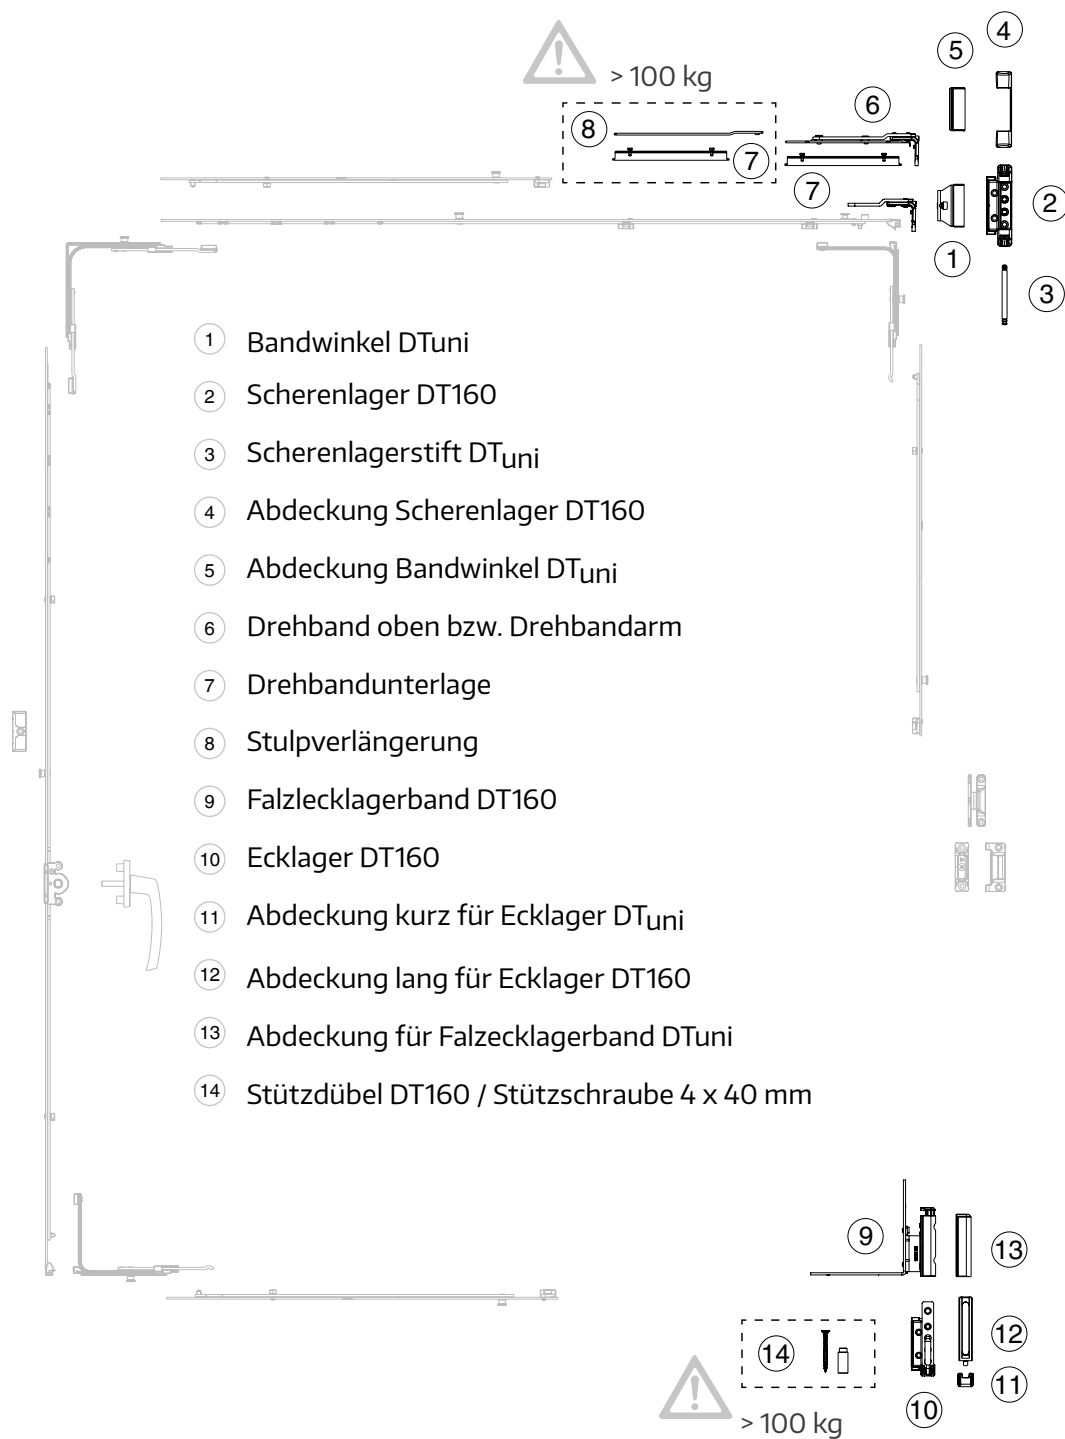 4
5
> 100 kg
6
8
7
7
2
1
3
1 Bandwinkel DTuni
2 Scherenlager DT160
3 Scherenlagerstift DTuni
4 Abdeckung Scherenlager DT160
5 Abdeckung Bandwinkel DTuni
6 Drehband oben bzw. Drehbandarm
7 Drehbandunterlage
8 Stulpverlängerung
9 Falzlecklagerband DT160
10 Ecklager DT160
11 Abdeckung kurz für Ecklager DTuni
12 Abdeckung lang für Ecklager DT160
13 Abdeckung für Falzecklagerband DTuni
14 Stützdübel DT160 / Stützschraube 4 x 40 mm
9
13
12
14
11
10
> 100 kg